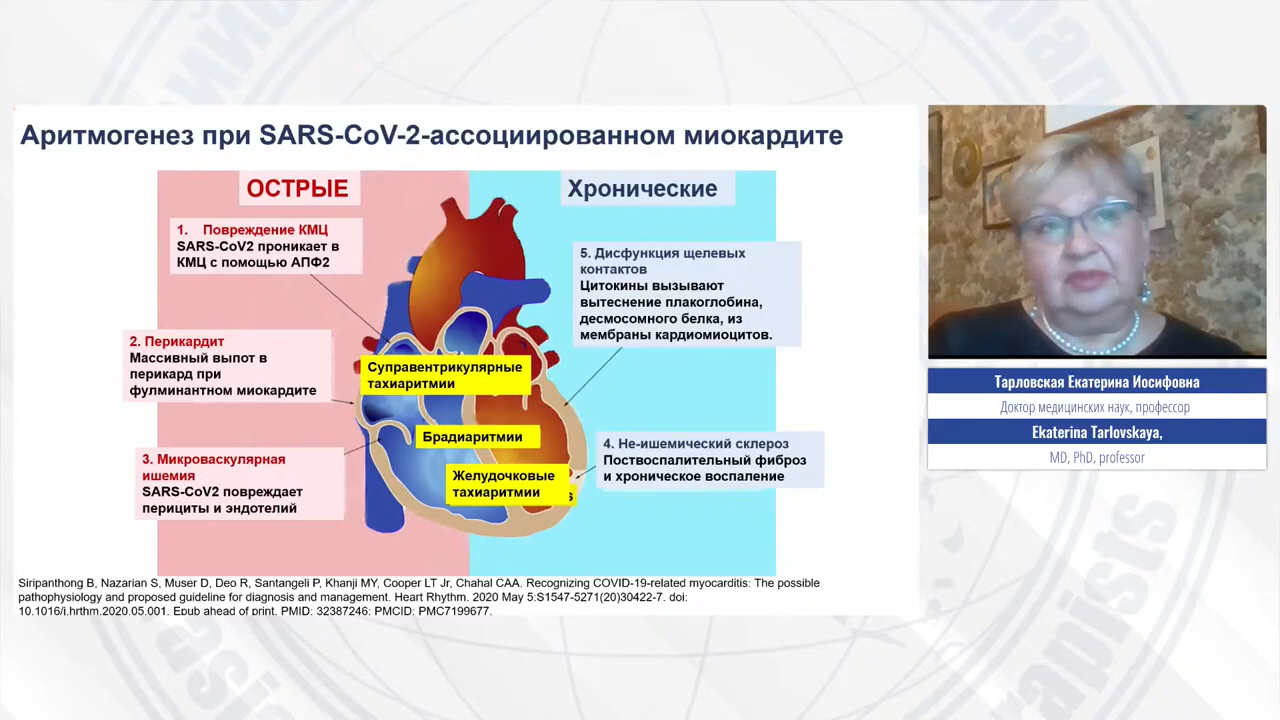 Аритмогенез при SARS-CoV-2-ассоциированном миокардите
ОСТРЫЕ
Хронические
1. Повреждение КМЦ
SARS-CoV2 проникает в
КМЦ с помощью АПФ2
2. Перикардит
Массивный выпот в
перикард при
фулминантном миокардите
3. Микроваскулярная
ишемия
SARS-CoV2 повреждает
перициты и эндотелий
Суправентрикулярные
тахиаритмии
Брадиаритмии
Желудочковые
тахиаритмии
s
5. Дисфункция щелевых
контактов
Цитокины вызывают
вытеснение плакоглобина,
десмосомного белка, из
мембраны кардиомиоцитов.
4. Не-ишемический склероз
Поствоспалительный фиброз
и хроническое воспаление
Siripanthong B, Nazarian S, Muser D, Deo R, Santangeli P, Khanji MY, Cooper LT Jr, Chahal CAA. Recognizing COVID-19-related myocarditis: The possible
pathophysiology and proposed guideline for diagnosis and management. Heart Rhythm. 2020 May 5:S1547-5271(20)30422-7. doi:
10.1016/j.hrthm.2020.05.001. Epub ahead of print. PMID: 32387246; PMCID: PMC7199677.
Тарловская Екатерина Иосифовна
Доктор медицинских наук, профессор
Ekaterina Tarlovskaya,
MD, PhD, professor